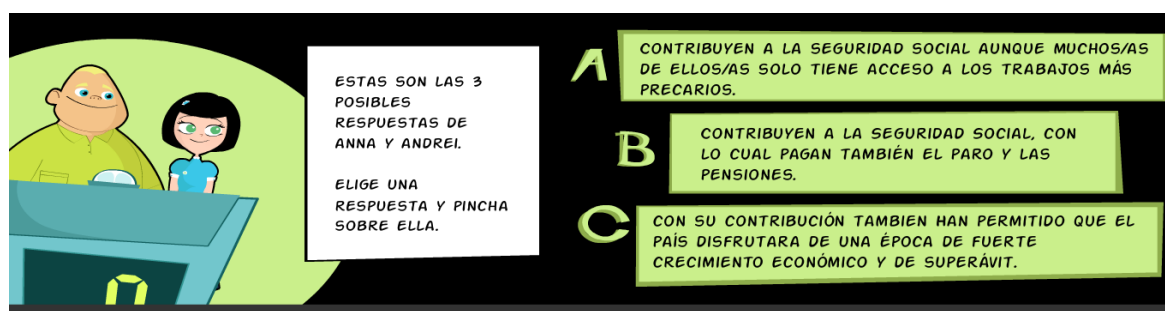 ESTAS SON LAS 3
POSIBLES
RESPUESTAS DE
ANNA Y ANDREI.
ELIGE UNA
RESPUESTA Y PINCHA
SOBRE ELLA.
A
CONTRIBUYEN A LA SEGURIDAD SOCIAL AUNQUE MUCHOS/AS
DE ELLOS/AS SOLO TIENE ACCESO A LOS TRABAJOS MÁS
PRECARIOS.
B
CONTRIBUYEN A LA SEGURIDAD SOCIAL, CON
LO CUAL PAGAN TAMBIÉN EL PARO Y LAS
PENSIONES.
C
CON SU CONTRIBUCIÓN TAMBIEN HAN PERMITIDO QUE EL
PAÍS DISFRUTARA DE UNA ÉPOCA DE FUERTE
CRECIMIENTO ECONÓMICO Y DE SUPERÁVIT.
0